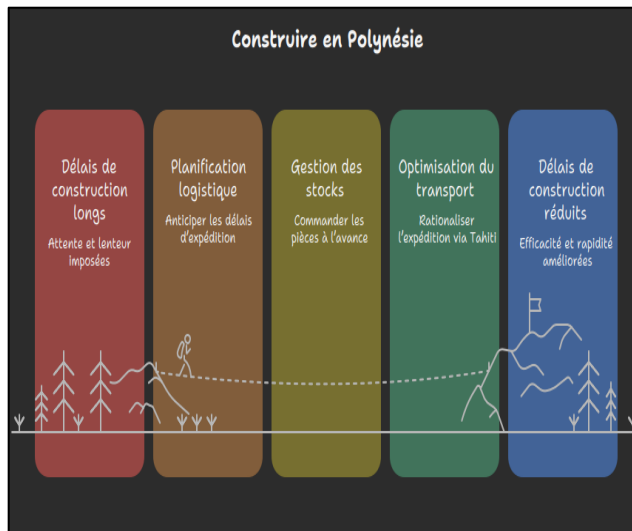 Construire en Polynésie
Délais de
construction
longs
Attente et lenteur
imposées
Planification
logistique
Anticiper les délais
d'expédition
Gestion des
stocks
Commander les
pièces à l'avance
Optimisation du
transport
Rationaliser
l'expédition via Tahiti
Délais de
construction
réduits
Efficacité et rapidité
améliorées